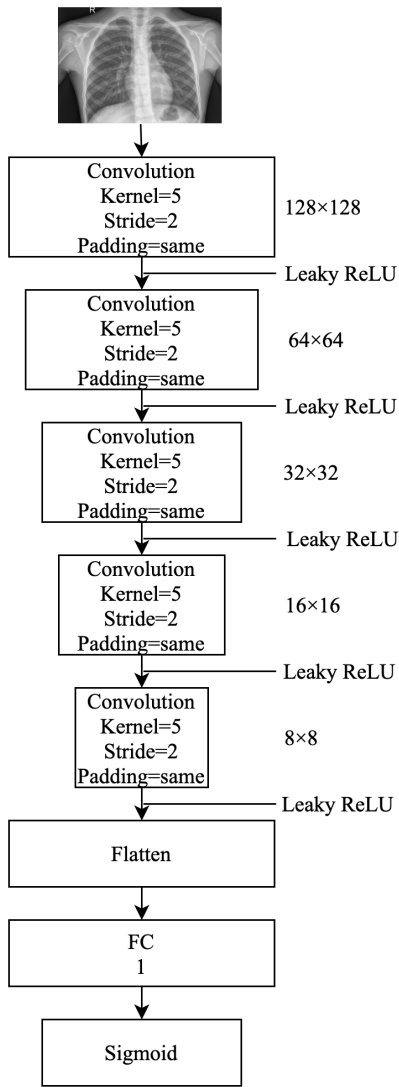 R
Convolution
Kernel=5
Stride=2
Padding=same
128×128
Leaky ReLU
Convolution
Kernel=5
Stride=2
Padding=same
64×64
Leaky ReLU
Convolution
Kernel=5
Stride=2
Padding=same
32×32
Leaky ReLU
Convolution
Kernel=5
Stride=2
Padding=same
16×16
Leaky ReLU
Convolution
Kernel=5
Stride=2
Padding=same
8×8
Leaky ReLU
Flatten
FC
1
Sigmoid